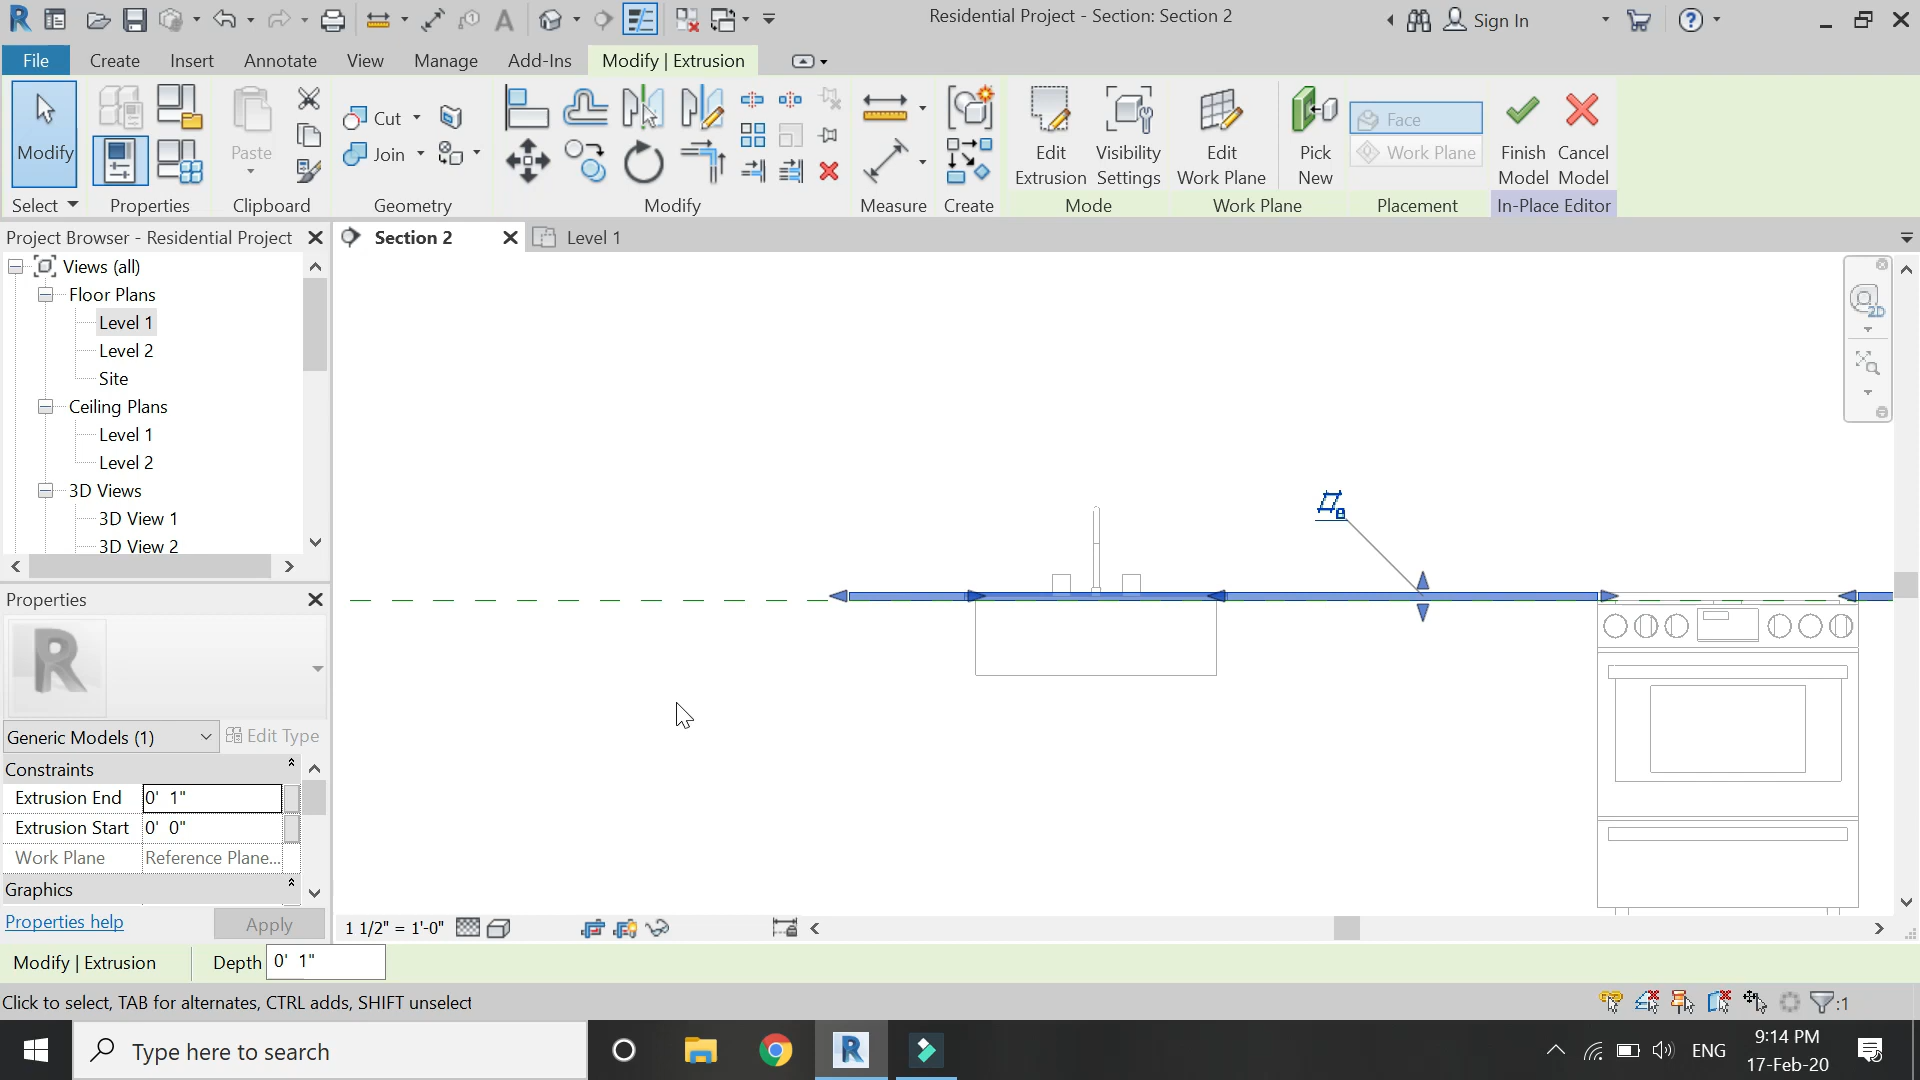 Residential Project - Section: Section 2
Sign In
File
Create
Insert
Annotate
View
Manage
Add-Ins
Modify | Extrusion
Modify
Paste
Cut
Join
Edit Extrusion
Visibility Settings
Edit Work Plane
Pick New
Face
Work Plane
Finish Model
Cancel Model
Select
Properties
Clipboard
Geometry
Modify
Measure
Create
Mode
Work Plane
Placement
In-Place Editor
Project Browser - Residential Project
Section 2
Level 1
Views (all)
Floor Plans
Level 1
Level 2
Site
Ceiling Plans
Level 1
Level 2
3D Views
3D View 1
3D View 2
2D
Properties
Generic Models (1)
Edit Type
Constraints
Extrusion End 0' 1"
Extrusion Start 0' 0"
Work Plane Reference Plane...
Graphics
Properties help
Apply
1 1/2" = 1'-0"
Modify | Extrusion
Depth 0' 1"
Click to select, TAB for alternates, CTRL adds, SHIFT unselect
:1
Type here to search
ENG
9:14 PM
17-Feb-20